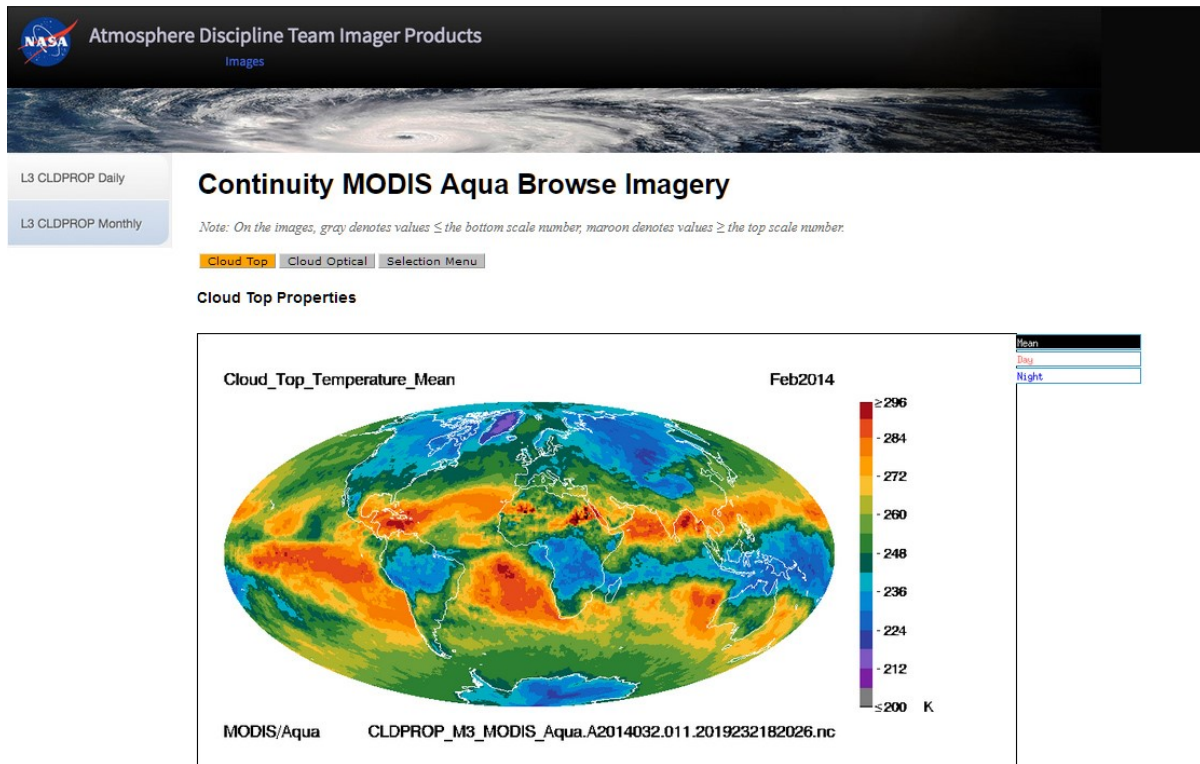 NASA
Atmosphere Discipline Team Imager Products
Images
L3 CLDPROP Daily
L3 CLDPROP Monthly
Continuity MODIS Aqua Browse Imagery
Note: On the images, gray denotes values ≤ the bottom scale number, maroon denotes values ≥ the top scale number.
Cloud Top Cloud Optical Selection Menu
Cloud Top Properties
Mean
Day
Night
Cloud_Top_Temperature_Mean Feb2014
≥296
284
272
260
248
236
224
212
≤200 K
MODIS/Aqua CLDPROP_M3_MODIS_Aqua.A2014032.011.2019232182026.nc